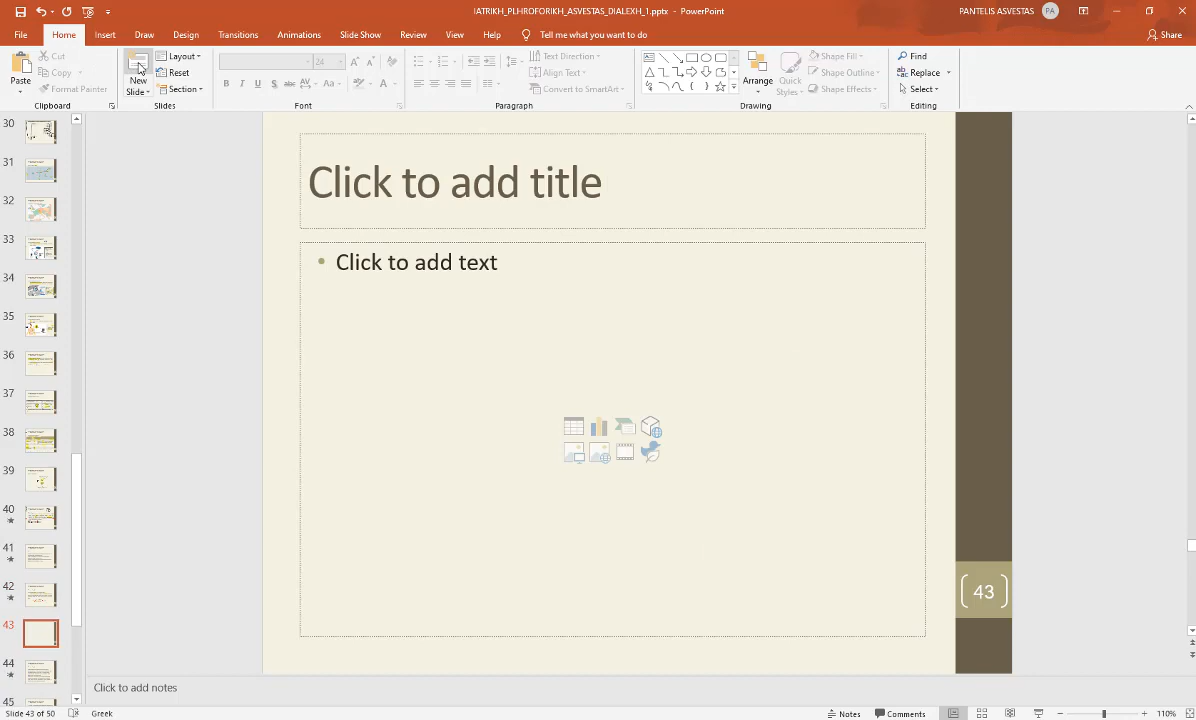 IATRIKH_PLHROFORIKH_ASVESTAS_DIALEXH_1.pptx - PowerPoint
PANTELIS ASVESTAS
PA
File Home Insert Draw Design Transitions Animations Slide Show Review View Help Tell me what you want to do
Share
Paste
Cut
Copy
Format Painter
Clipboard
New
Slide
Layout
Reset
Section
Slides
24
B I U S abc AV Aa A
Font
Text Direction
Align Text
Convert to SmartArt
Paragraph
Arrange
Quick
Styles
Shape Fill
Shape Outline
Shape Effects
Drawing
Find
Replace
Select
Editing
30
31
32
33
34
35
36
37
38
39
40
41
42
43
44
45
Click to add title
• Click to add text
43
Click to add notes
Slide 43 of 50
Greek
Notes
Comments
110%